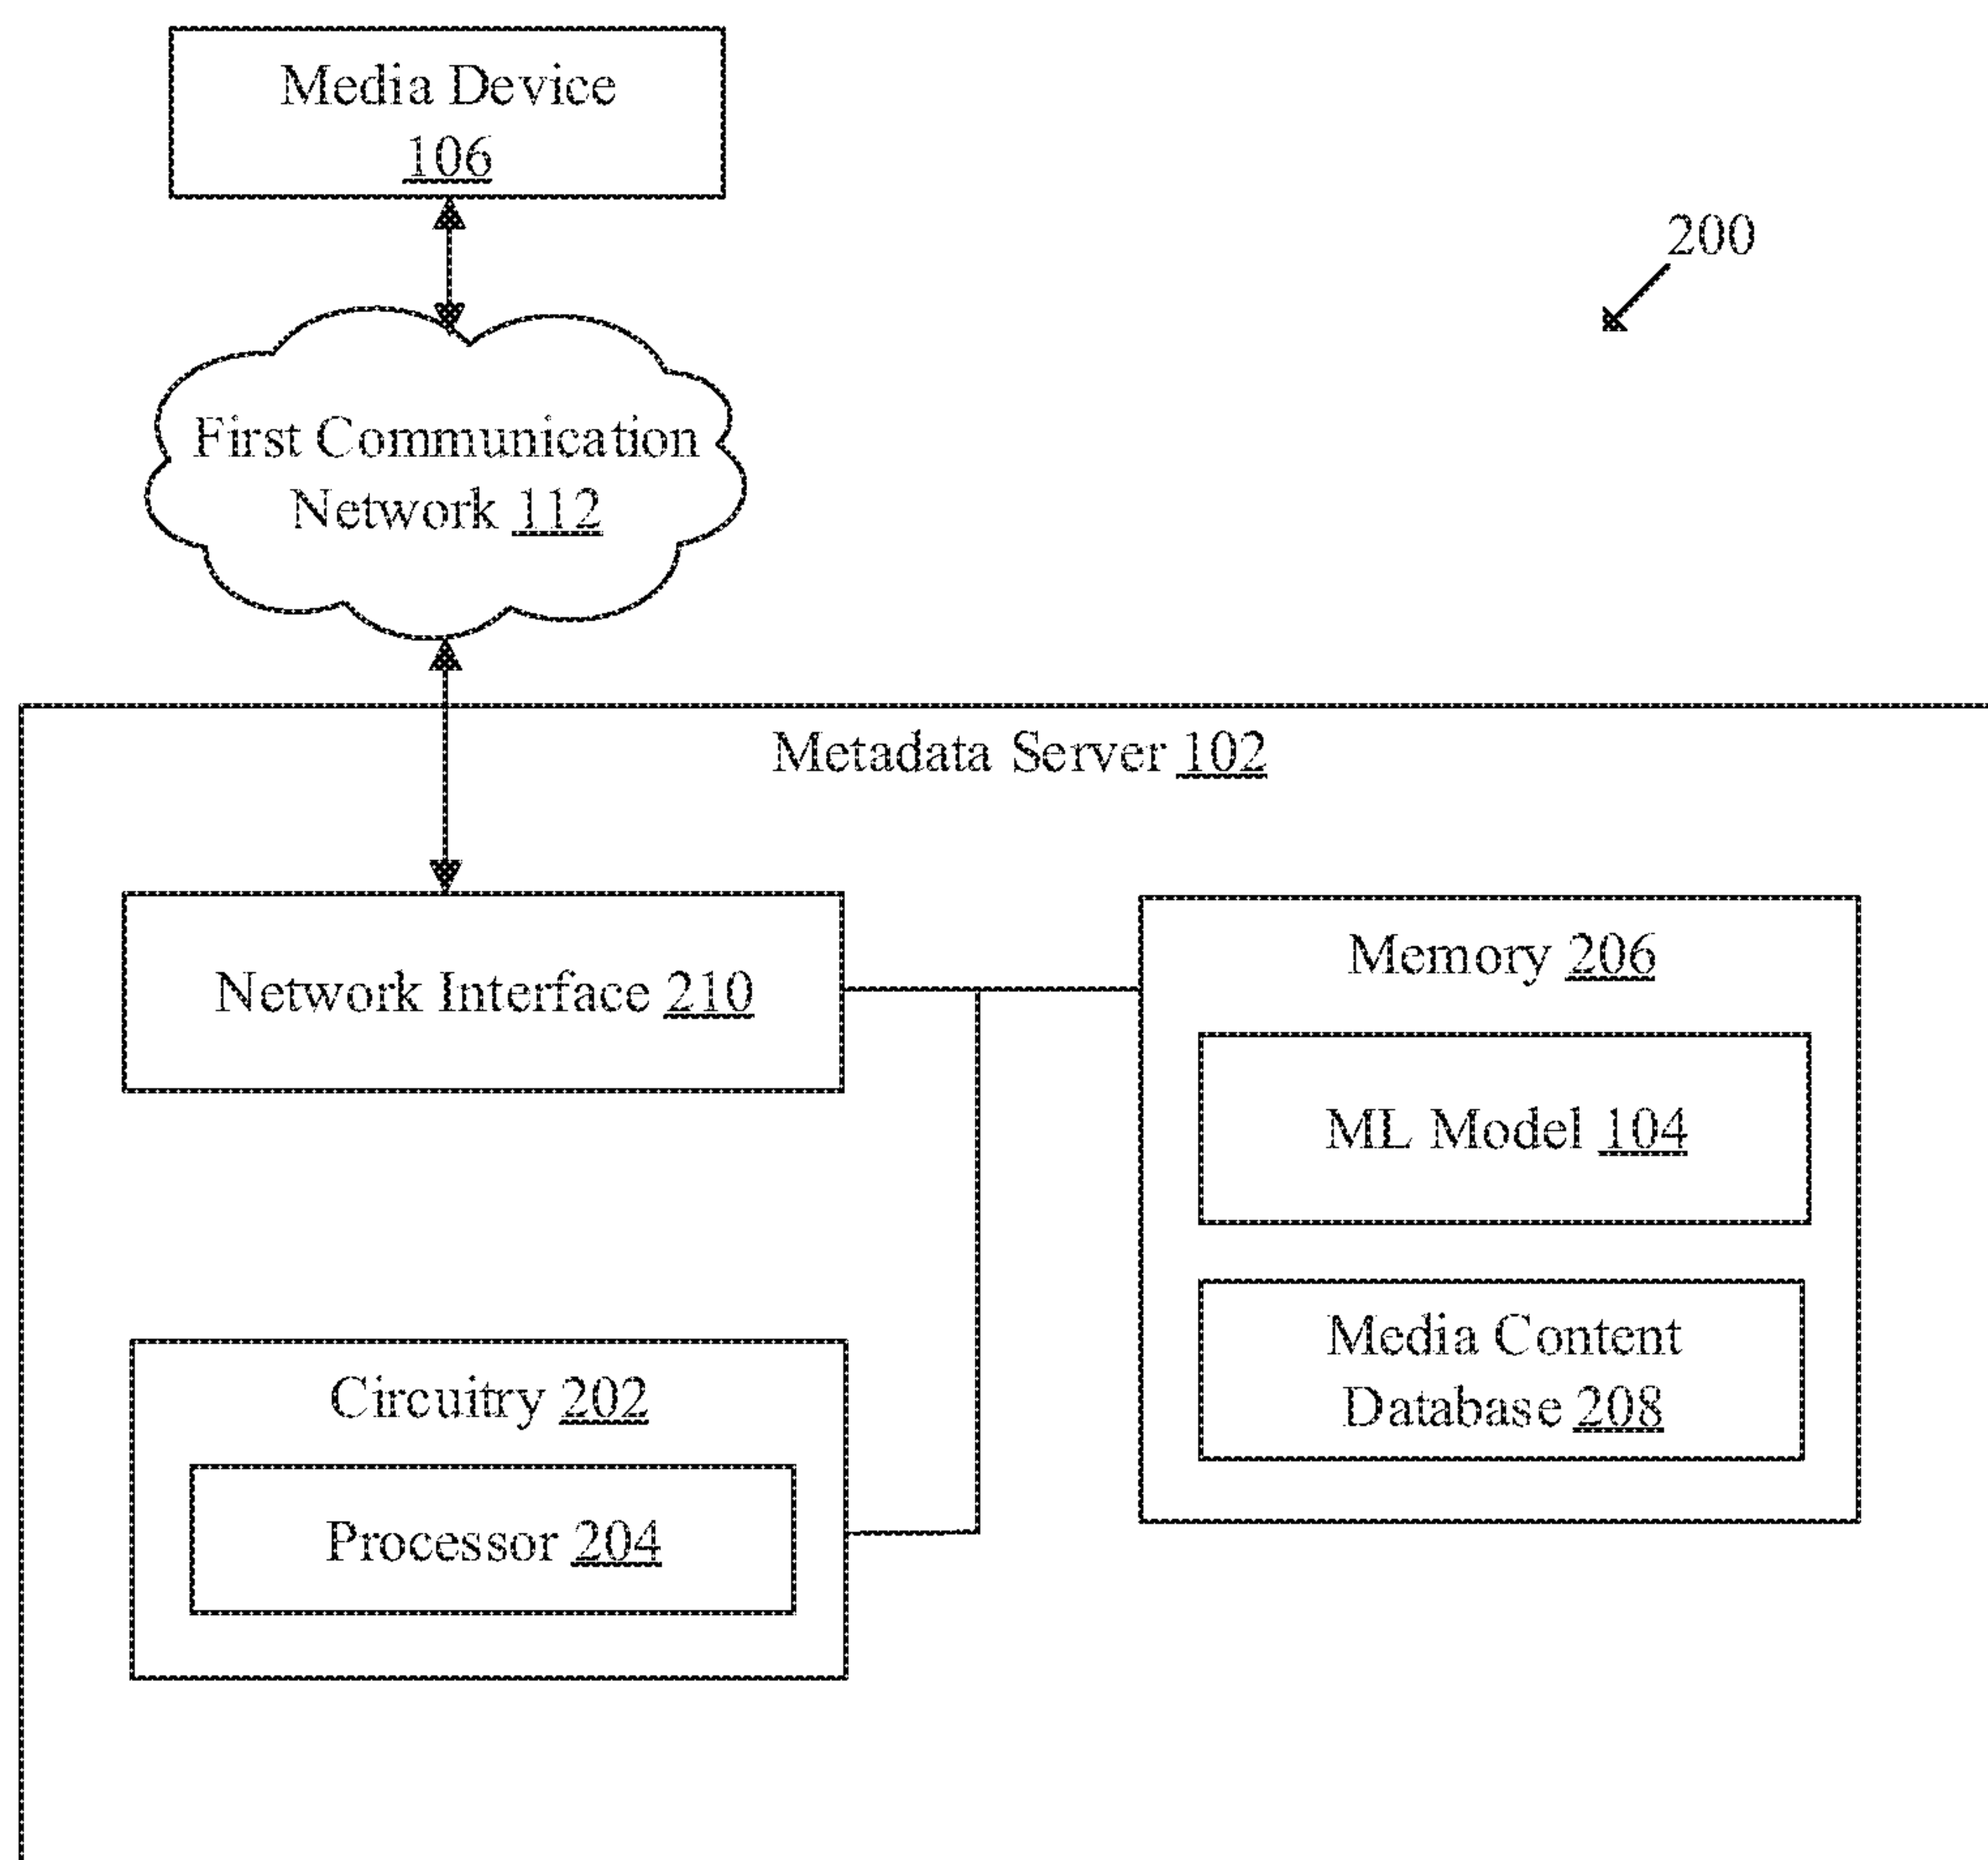 Media Device
106
200
First Communication
Network 112
Metadata Server 102
Network Interface 210
Memory 206
ML Model 104
Media Content
Database 208
Circuitry 202
Processor 204